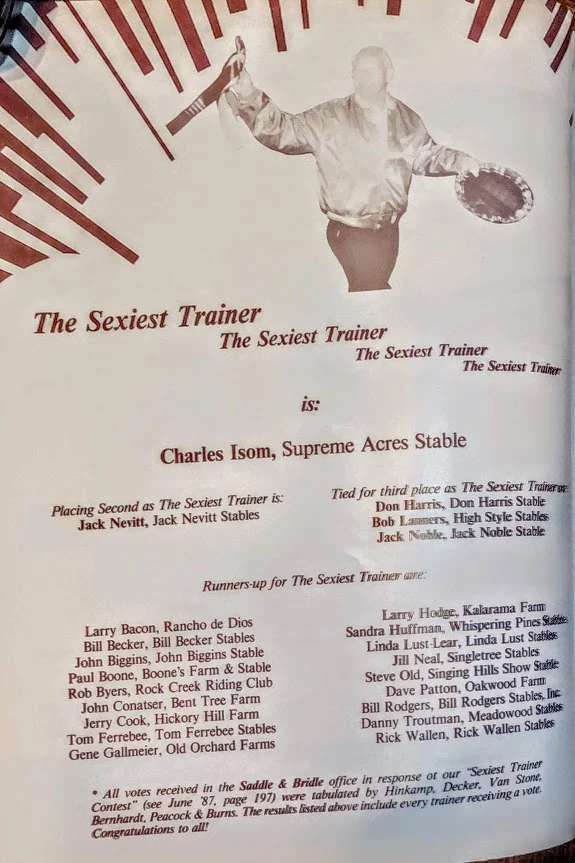 The Sexiest Trainer
The Sexiest Trainer
The Sexiest Trainer
The Sexiest Trainer
is:
Charles Isom, Supreme Acres Stable
Placing Second as The Sexiest Trainer is:
Jack Nevitt, Jack Nevitt Stables
Tied for third place as The Sexiest Trainer are:
Don Harris, Don Harris Stable
Bob Lanners, High Style Stables
Jack Noble, Jack Noble Stable
Runners-up for The Sexiest Trainer are:
Larry Bacon, Rancho de Dios
Bill Becker, Bill Becker Stables
John Biggins, John Biggins Stable
Paul Boone, Boone's Farm & Stable
Rob Byers, Rock Creek Riding Club
John Conatser, Bent Tree Farm
Jerry Cook, Hickory Hill Farm
Tom Ferrebee, Tom Ferrebee Stables
Gene Gallmeier, Old Orchard Farms
Larry Hodge, Kalarama Farm
Sandra Huffman, Whispering Pines Stables
Linda Lust-Lear, Linda Lust Stables
Jill Neal, Singletree Stables
Steve Old, Singing Hills Show Stable
Dave Patton, Oakwood Farm
Bill Rodgers, Bill Rodgers Stables, Inc.
Danny Troutman, Meadowood Stables
Rick Wallen, Rick Wallen Stables
* All votes received in the Saddle & Bridle office in response ot our "Sexiest Trainer
Contest" (see June '87, page 197) were tabulated by Hinkamp, Decker, Van Stone,
Bernhardt, Peacock & Burns. The results listed above include every trainer receiving a vote.
Congratulations to all!